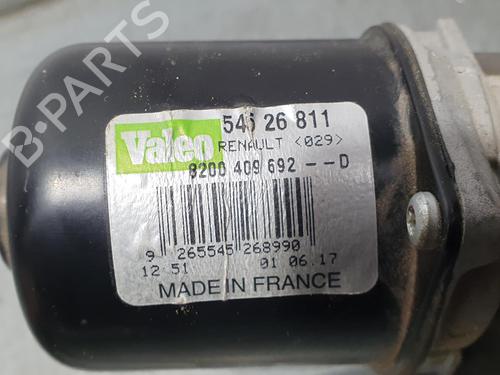 B-PARTS
Valeo
545 26 811
RENAULT <029>
8200 409 692 -- D
9 265545 268990
12 51 01 06.17
MADE IN FRANCE